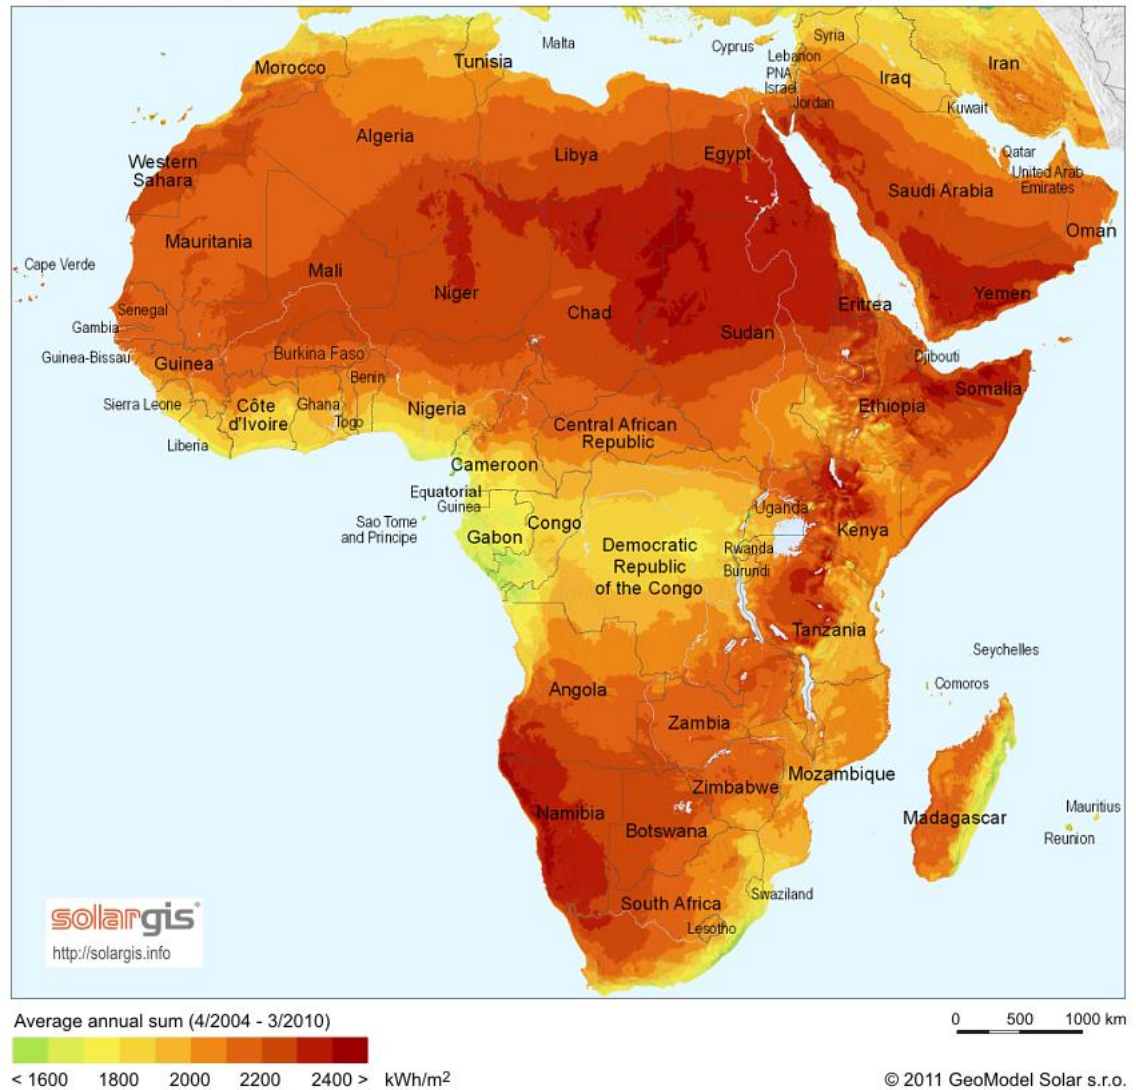 Malta
Cyprus
Syria
Lebanon
PNA
Israel
Jordan
Iraq
Iran
Kuwait
Morocco
Tunisia
Algeria
Libya
Egypt
Western
Sahara
Qatar
United Arab
Emirates
Saudi Arabia
Oman
Mauritania
Cape Verde
Mali
Niger
Chad
Sudan
Eritrea
Yemen
Senegal
Gambia
Guinea-Bissau
Guinea
Burkina Faso
Benin
Djibouti
Somalia
Sierra Leone
Côte
d'Ivoire
Ghana
Togo
Nigeria
Ethiopia
Liberia
Central African
Republic
Cameroon
Equatorial
Guinea
Sao Tome
and Principe
Gabon
Congo
Uganda
Kenya
Democratic
Republic
of the Congo
Rwanda
Burundi
Tanzania
Seychelles
Comoros
Angola
Zambia
Mozambique
Zimbabwe
Namibia
Botswana
Madagascar
Mauritius
Reunion
South Africa
Swaziland
Lesotho
solargis
http://solargis.info
Average annual sum (4/2004 - 3/2010)
< 1600 1800 2000 2200 2400 > kWh/m2
0 500 1000 km
© 2011 GeoModel Solar s.r.o.